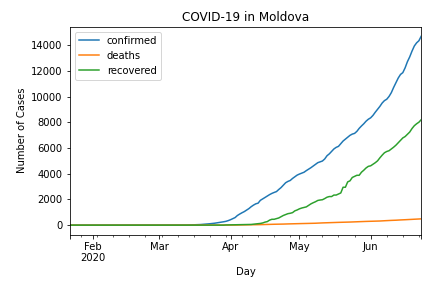 COVID-19 in Moldova
confirmed
deaths
recovered
14000
12000
10000
8000
6000
4000
2000
0
Number of Cases
Feb
2020
Mar
Apr
May
Jun
Day